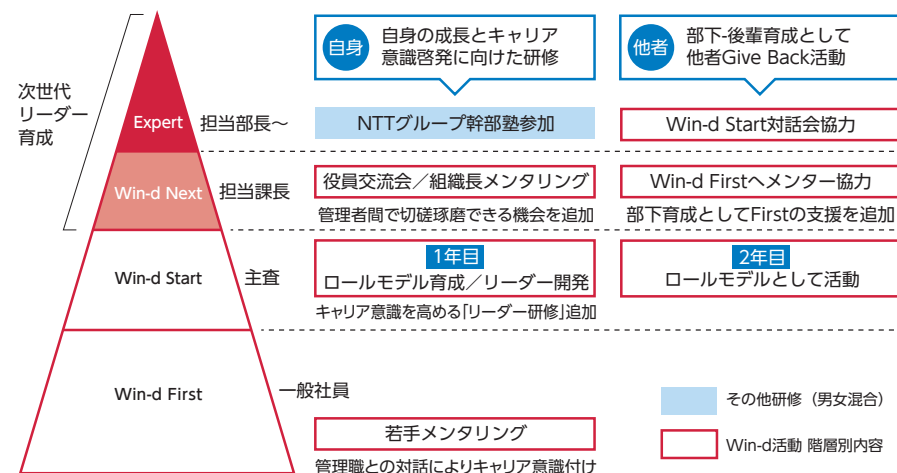 自身
自身の成長とキャリア
意識啓発に向けた研修
他者
部下-後輩育成として
他者Give Back活動
次世代
リーダー
育成
Expert
担当部長～
NTTグループ幹部塾参加
Win-d Start対話会協力
Win-d Next
担当課長
役員交流会／組織長メンタリング
管理者間で切磋琢磨できる機会を追加
Win-d Firstへメンター協力
部下育成としてFirstの支援を追加
Win-d Start
主査
1年目
ロールモデル育成／リーダー開発
キャリア意識を高める「リーダー研修」追加
2年目
ロールモデルとして活動
Win-d First
一般社員
若手メンタリング
管理職との対話によりキャリア意識付け
その他研修（男女混合）
Win-d活動 階層別内容